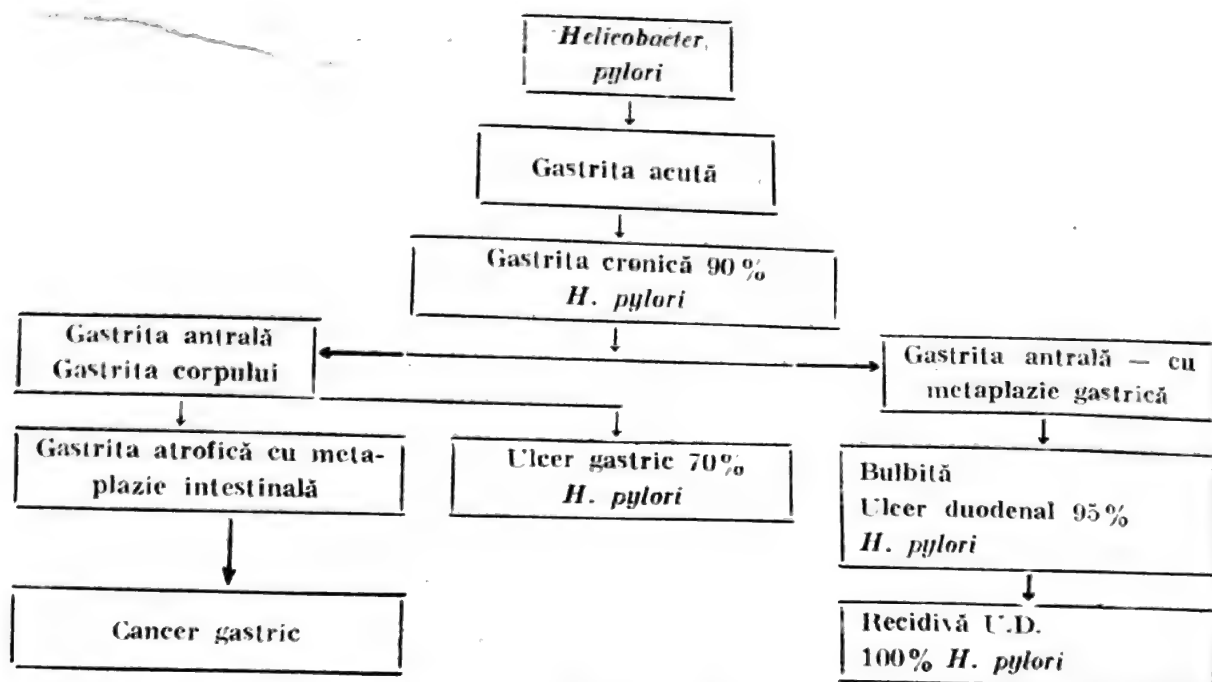 Helicobacter
pylori
Gastrita acută
Gastrita cronică 90%
H. pylori
Gastrita antrală
Gastrita corpului
Gastrita antrală — cu
metaplazie gastrică
Gastrita atrofică cu meta-
plazie intestinală
Ulcer gastric 70%
H. pylori
Bulbită
Ulcer duodenal 95%
H. pylori
Cancer gastric
Recidivă U.D.
100% H. pylori